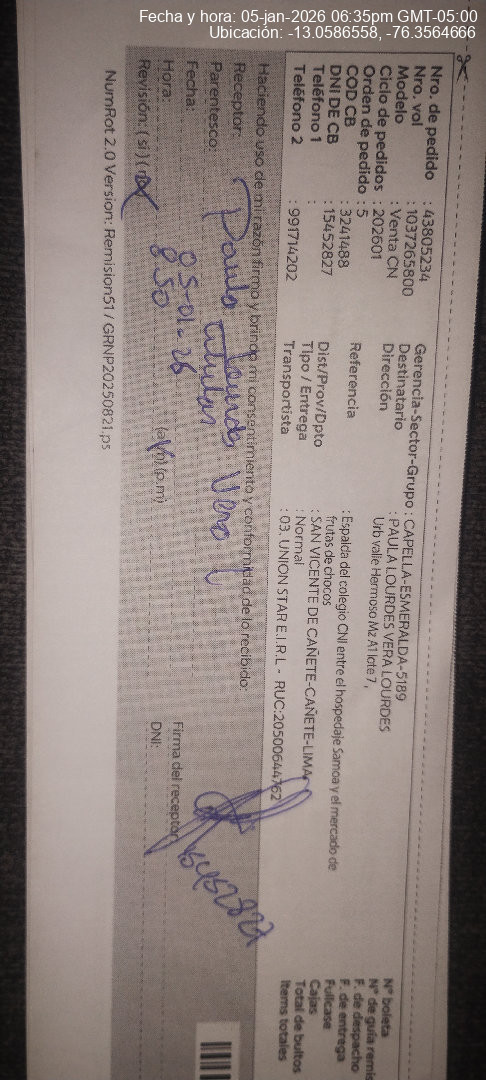 Fecha y hora: 05-jan-2026 06:35pm GMT-05:00
Ubicación: -13.0586558, -76.3564666
Nro. de pedido : 43805234
Nro. vol : 1037265800
Modelo : Venta CN
Ciclo de pedidos : 202601
Orden de pedido : 5
COD CB : 3241488
DNI DE CB : 15452827
Teléfono 1 :
Teléfono 2 : 991714202
Gerencia-Sector-Grupo : CAPELLA-ESMERALDA-5189
Destinatario : PAULA LOURDES VERA LOURDES
Dirección Urb valle Hermoso Mz A1 lote 7 ,
Referencia : Espalda del colegio CNI entre el hospedaje Samoa y el mercado de
frutas de chocos
Dist/Prov/Dpto : SAN VICENTE DE CAÑETE-CAÑETE-LIMA
Tipo / Entrega : Normal
Transportista : 03. UNION STAR E.I.R.L - RUC:20500644762
N° boleta
N° de guía remi
F. de despacho
F. de entrega
Fullcase
Cajas
Total de bultos
Items totales
Haciendo uso de mi razón firmo y brindo mi consentimiento y conformidad de lo recibido:
Receptor: Paula Lourdes Vera L
Parentesco: titular
Fecha: 05-01-26
Hora: 8:50 (a.m) (p.m)
Revisión: ( si ) ( no )
Firma del receptor
DNI: 15452827
NumRot 2.0 Version: Remision51 / GRNP20250821.ps